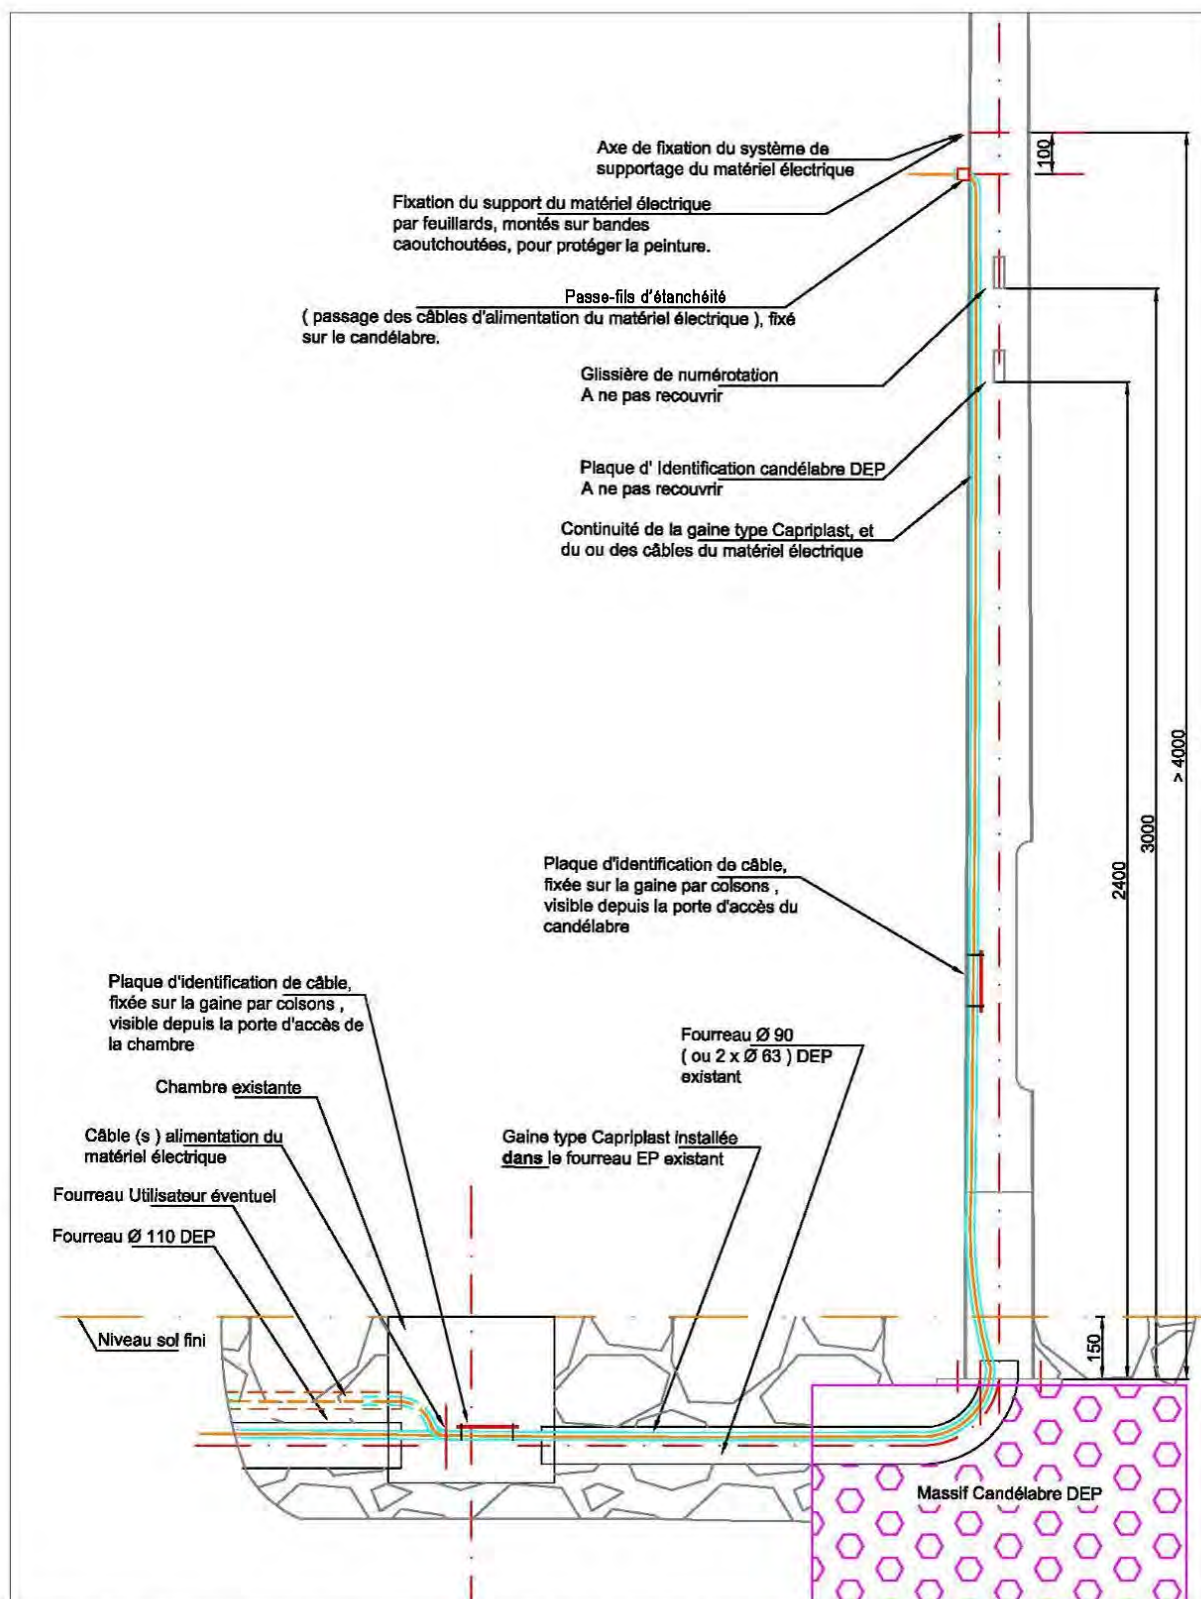 Axe de fixation du système de
supportage du matériel électrique
100
Fixation du support du matériel électrique
par feuillards, montés sur bandes
caoutchoutées, pour protéger la peinture.
Passe-fils d'étanchéité
( passage des câbles d'alimentation du matériel électrique ), fixé
sur le candélabre.
Glissière de numérotation
A ne pas recouvrir
Plaque d' Identification candélabre DEP
A ne pas recouvrir
Continuité de la gaine type Capriplast, et
du ou des câbles du matériel électrique
> 4000
3000
2400
Plaque d'identification de câble,
fixée sur la gaine par colsons ,
visible depuis la porte d'accès du
candélabre
Plaque d'identification de câble,
fixée sur la gaine par colsons ,
visible depuis la porte d'accès de
la chambre
Fourreau Ø 90
( ou 2 x Ø 63 ) DEP
existant
Chambre existante
Câble (s ) alimentation du
matériel électrique
Gaine type Capriplast installée
dans le fourreau EP existant
Fourreau Utilisateur éventuel
Fourreau Ø 110 DEP
Niveau sol fini
150
Massif Candélabre DEP